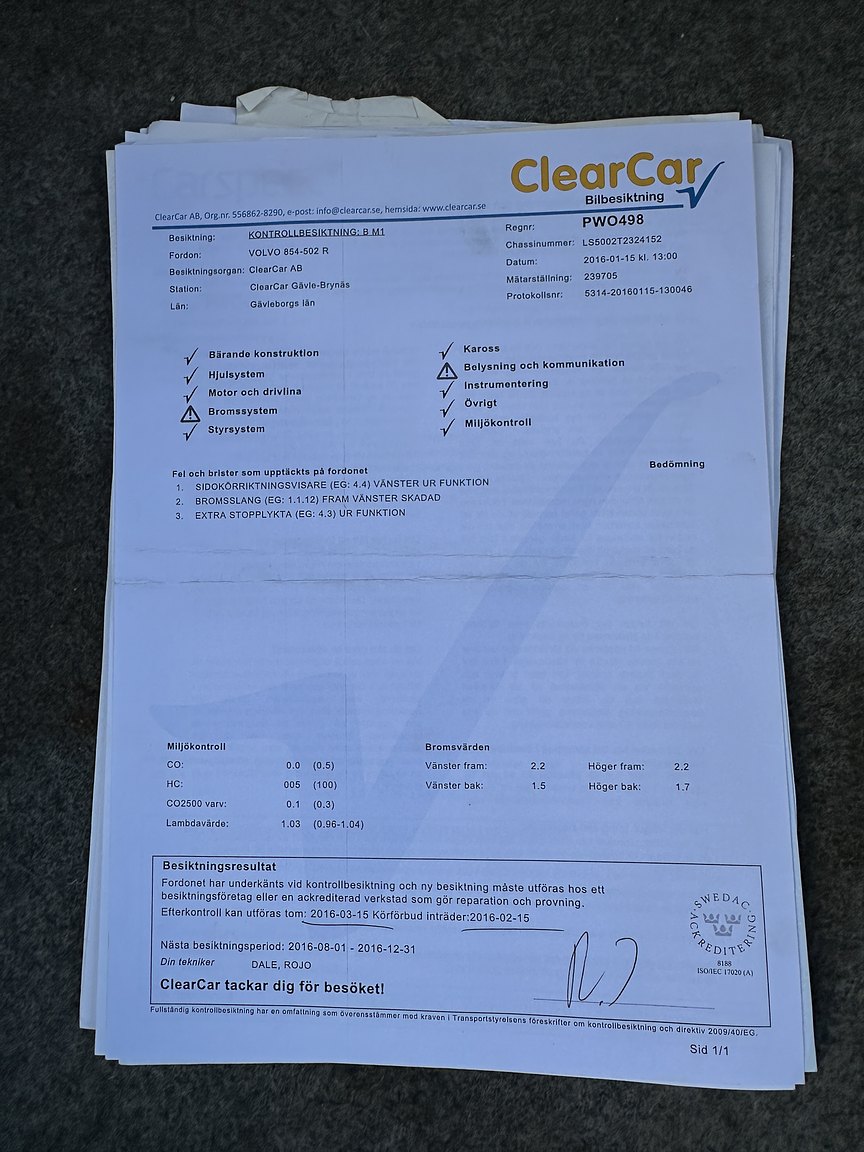 ClearCar
Bilbesiktning
ClearCar AB, Org.nr. 556862-8290, e-post: info@clearcar.se, hemsida: www.clearcar.se
Besiktning: KONTROLLBESIKTNING: B M1
Fordon: VOLVO 854-502 R
Besiktningsorgan: ClearCar AB
Station: ClearCar Gävle-Brynäs
Län: Gävleborgs län
Regnr: PWO498
Chassinummer: LS5002T2324152
Datum: 2016-01-15 kl. 13:00
Mätarställning: 239705
Protokollsnr: 5314-20160115-130046
Bärande konstruktion
Hjulsystem
Motor och drivlina
Bromssystem
Styrsystem
Kaross
Belysning och kommunikation
Instrumentering
Övrigt
Miljökontroll
Fel och brister som upptäckts på fordonet Bedömning
1. SIDOKÖRRIKTNINGSVISARE (EG: 4.4) VÄNSTER UR FUNKTION
2. BROMSSLANG (EG: 1.1.12) FRAM VÄNSTER SKADAD
3. EXTRA STOPPLYKTA (EG: 4.3) UR FUNKTION
Miljökontroll
CO: 0.0 (0.5)
HC: 005 (100)
CO2500 varv: 0.1 (0.3)
Lambdavärde: 1.03 (0.96-1.04)
Bromsvärden
Vänster fram: 2.2 Höger fram: 2.2
Vänster bak: 1.5 Höger bak: 1.7
Besiktningsresultat
Fordonet har underkänts vid kontrollbesiktning och ny besiktning måste utföras hos ett
besiktningsföretag eller en ackrediterad verkstad som gör reparation och provning.
Efterkontroll kan utföras tom: 2016-03-15 Körförbud inträder:2016-02-15
Nästa besiktningsperiod: 2016-08-01 - 2016-12-31
Din tekniker DALE, ROJO
ClearCar tackar dig för besöket!
SWEDAC
ACKREDITERING
8188
ISO/IEC 17020 (A)
Fullständig kontrollbesiktning har en omfattning som överensstämmer med kraven i Transportstyrelsens föreskrifter om kontrollbesiktning och direktiv 2009/40/EG.
Sid 1/1